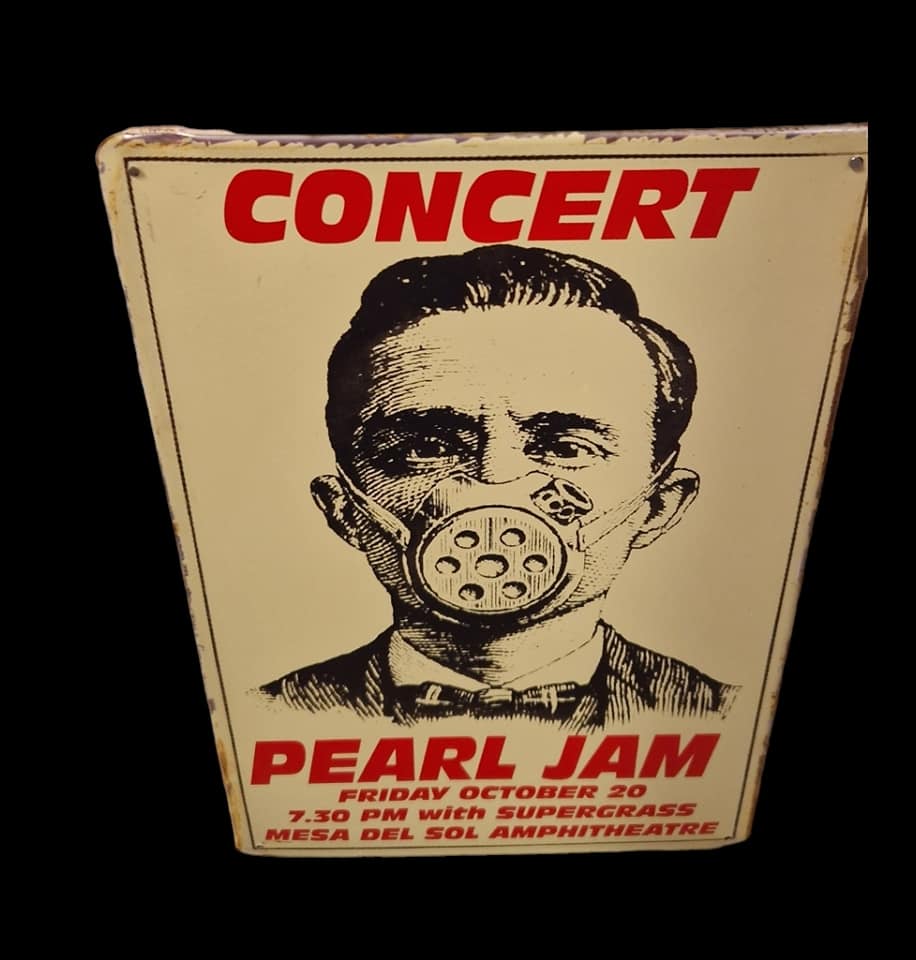 CONCERT
PEARL JAM
FRIDAY OCTOBER 20
7.30 PM with SUPERGRASS
MESA DEL SOL AMPHITHEATRE